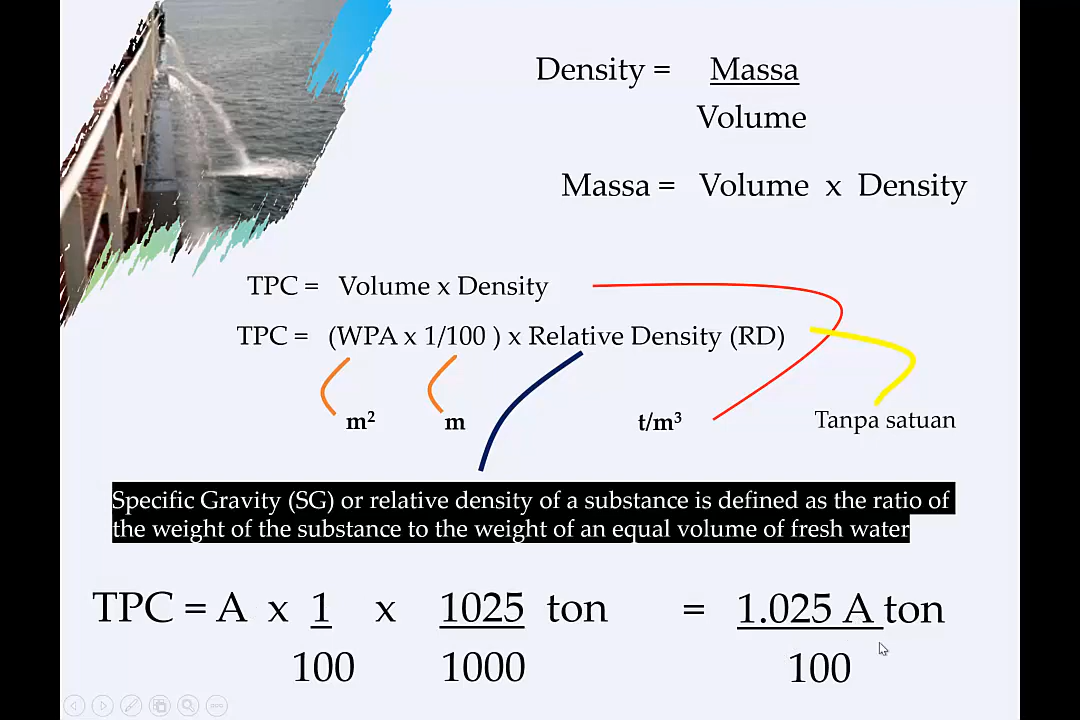 Density = Massa
Volume
Massa = Volume x Density
TPC = Volume x Density
TPC = (WPA x 1/100 ) x Relative Density (RD)
m² m t/m³ Tanpa satuan
Specific Gravity (SG) or relative density of a substance is defined as the ratio of
the weight of the substance to the weight of an equal volume of fresh water
TPC = A x 1 x 1025 ton = 1.025 A ton
100 1000 100